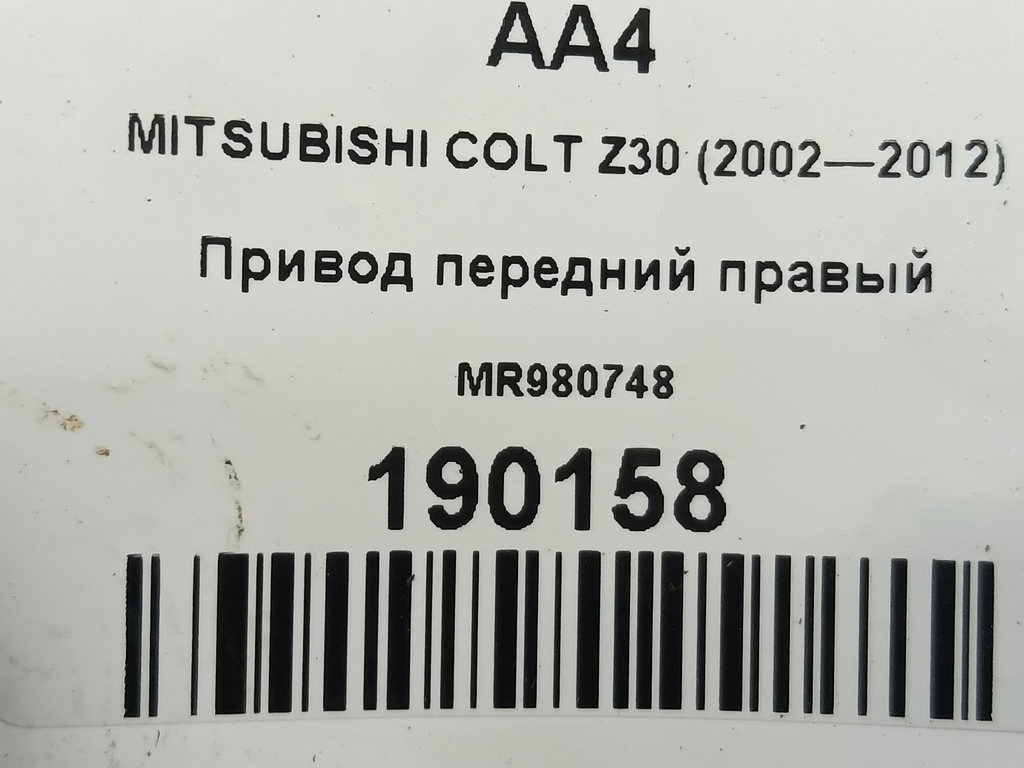 AA4
MITSUBISHI COLT Z30 (2002—2012)
Привод передний правый
MR980748
190158